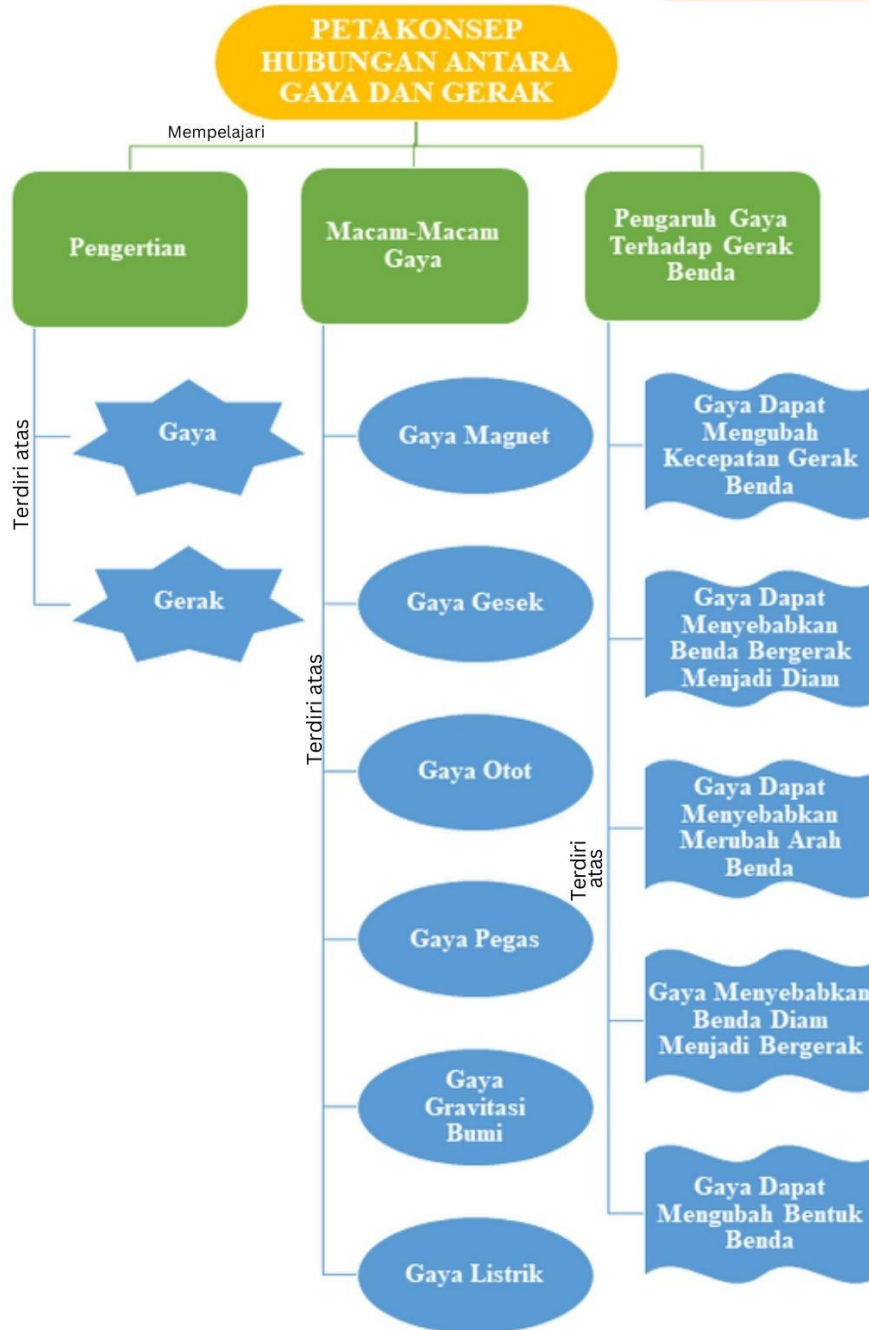 PETAKONSEP
HUBUNGAN ANTARA
GAYA DAN GERAK
Mempelajari
Pengertian
Terdiri atas
Gaya
Gerak
Macam-Macam
Gaya
Terdiri atas
Gaya Magnet
Gaya Gesek
Gaya Otot
Gaya Pegas
Gaya
Gravitasi
Bumi
Gaya Listrik
Pengaruh Gaya
Terhadap Gerak
Benda
Terdiri
atas
Gaya Dapat
Mengubah
Kecepatan Gerak
Benda
Gaya Dapat
Menyebabkan
Benda Bergerak
Menjadi Diam
Gaya Dapat
Menyebabkan
Merubah Arah
Benda
Gaya Menyebabkan
Benda Diam
Menjadi Bergerak
Gaya Dapat
Mengubah Bentuk
Benda